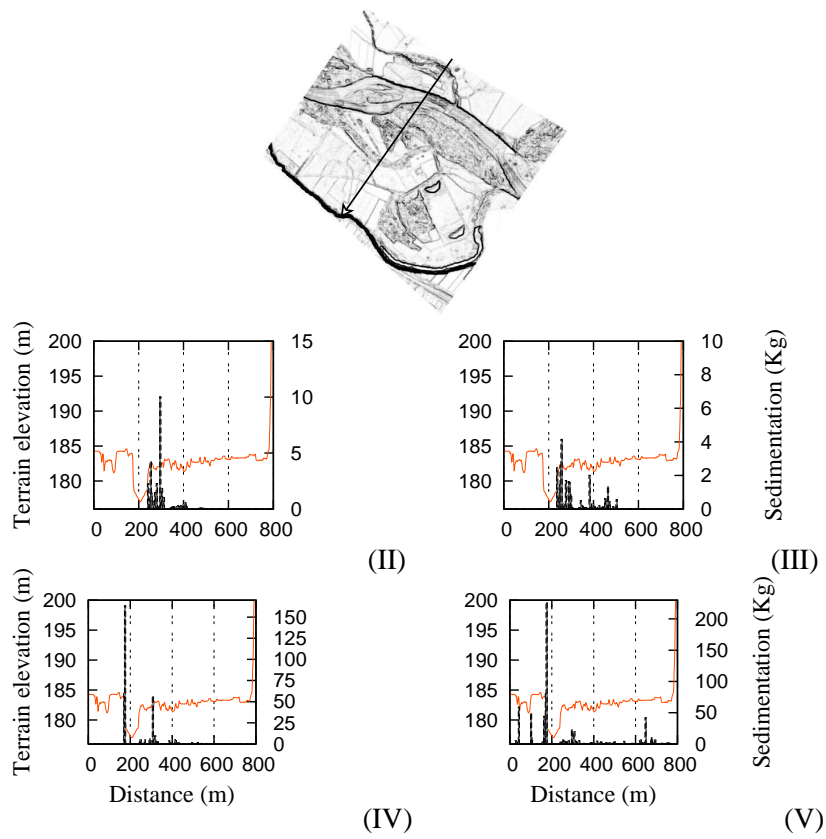 200 15 200 10
195 195 8
190 10 190 6
185 5 185 4
180 180 2
0 0
0 200 400 600 800 0 200 400 600 800
Terrain elevation (m) Sedimentation (Kg)
(II) (III)
200 200
195 150 195 200
125
190 100 190 150
75
185 50 185 100
25 50
180 0 180 0
0 200 400 600 800 0 200 400 600 800
Terrain elevation (m) Sedimentation (Kg)
Distance (m) Distance (m)
(IV) (V)